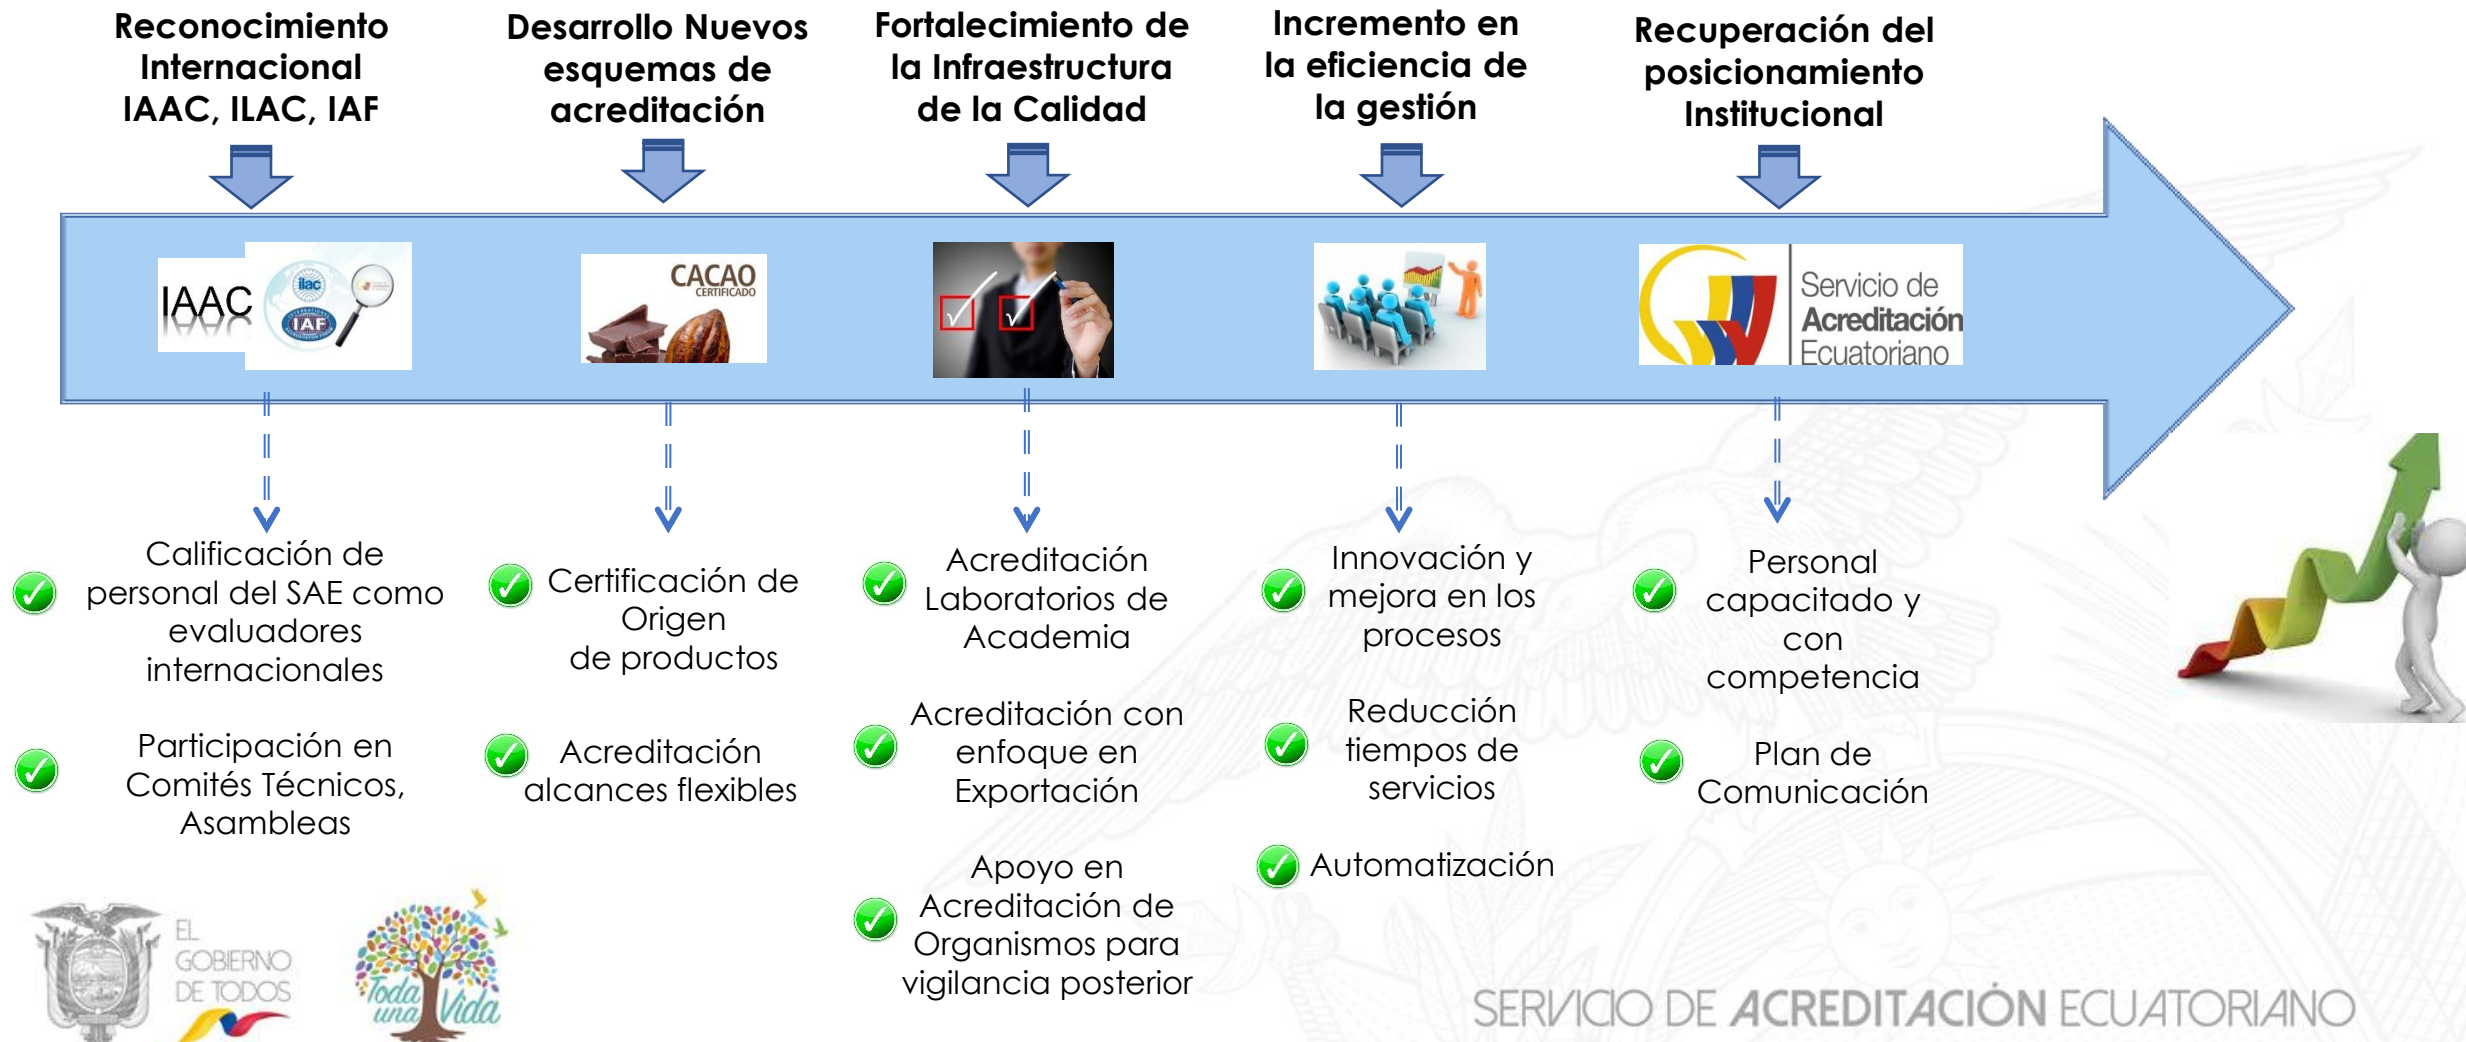 Reconocimiento
Internacional
IAAC, ILAC, IAF
Desarrollo Nuevos
esquemas de
acreditación
Fortalecimiento de
la Infraestructura
de la Calidad
Incremento en
la eficiencia de
la gestión
Recuperación del
posicionamiento
Institucional
IAAC
ilac
IAF
CACAO
CERTIFICADO
Servicio de
Acreditación
Ecuatoriano
Calificación de
personal del SAE como
evaluadores
internacionales
Participación en
Comités Técnicos,
Asambleas
Certificación de
Origen
de productos
Acreditación
alcances flexibles
Acreditación
Laboratorios de
Academia
Acreditación con
enfoque en
Exportación
Apoyo en
Acreditación de
Organismos para
vigilancia posterior
Innovación y
mejora en los
procesos
Reducción
tiempos de
servicios
Automatización
Personal
capacitado y
con
competencia
Plan de
Comunicación
EL
GOBIERNO
DE TODOS
Toda
una Vida
SERVICIO DE ACREDITACIÓN ECUATORIANO